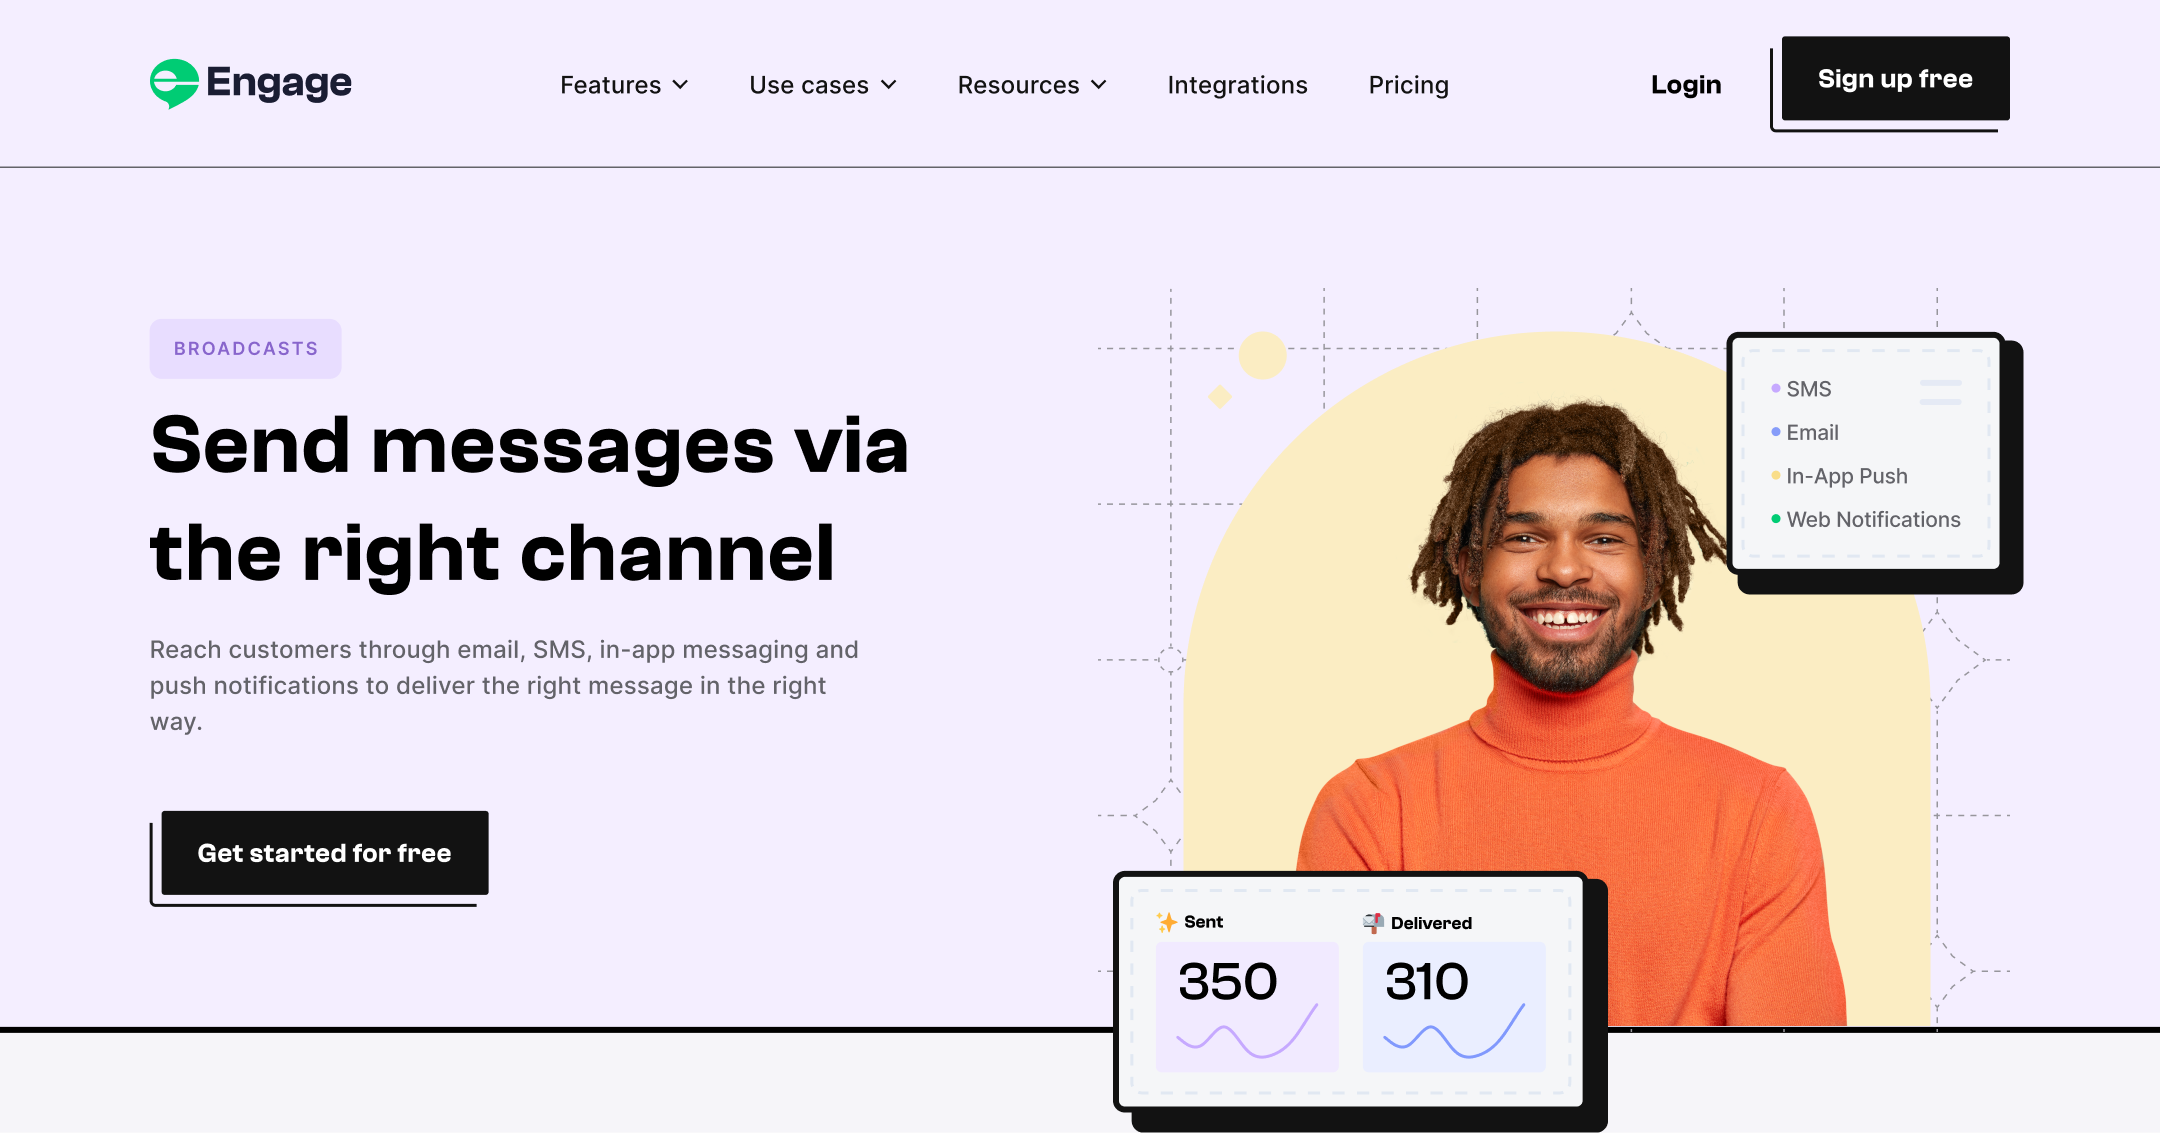 Engage
Features
Use cases
Resources
Integrations
Pricing
Login
Sign up free
BROADCASTS
Send messages via
the right channel
Reach customers through email, SMS, in-app messaging and
push notifications to deliver the right message in the right
way.
Get started for free
SMS
Email
In-App Push
Web Notifications
Sent
Delivered
350
310